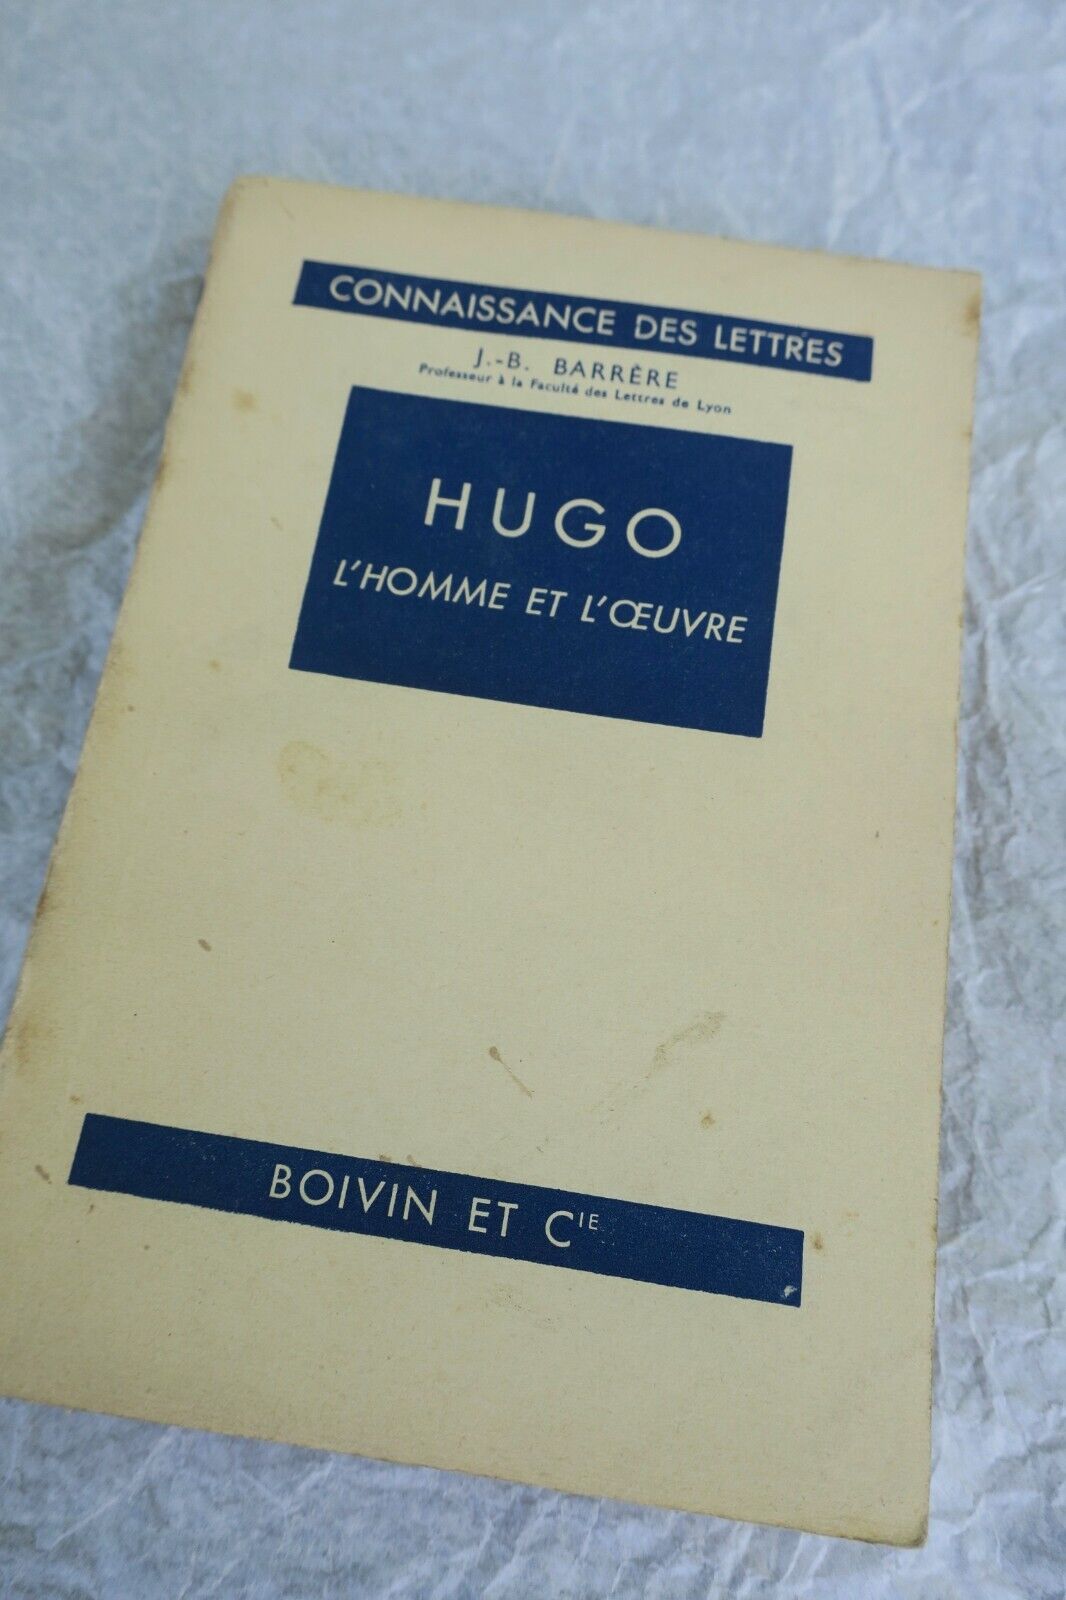 CONNAISSANCE DES LETTRES
J.-B. BARRÈRE
Professeur à la Faculté des Lettres de Lyon
HUGO
L'HOMME ET L'ŒUVRE
BOIVIN ET CIE